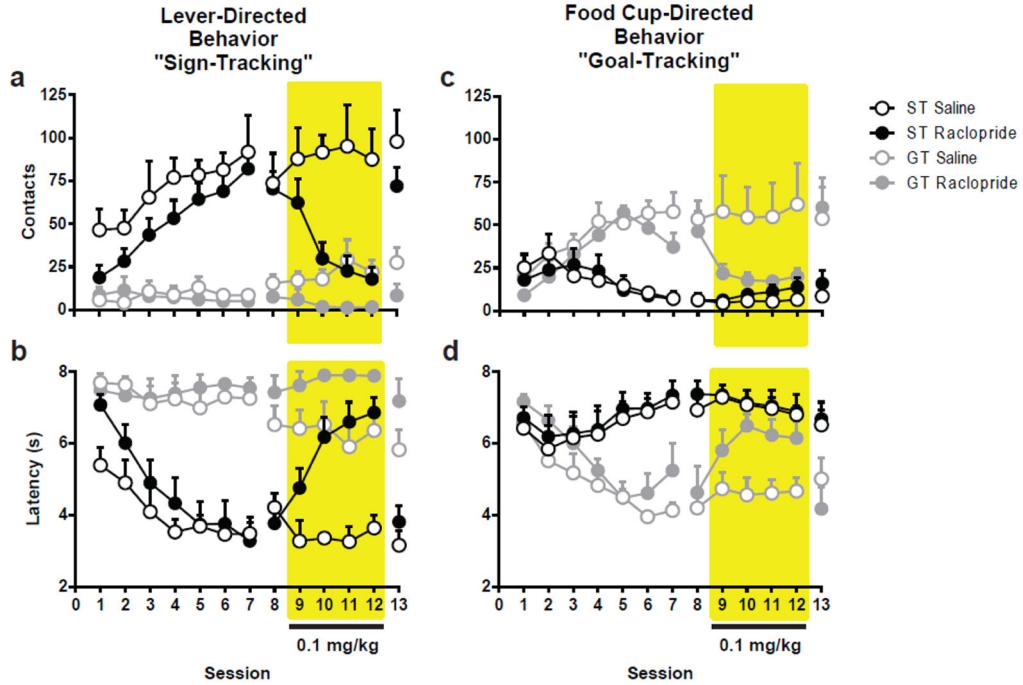 Lever-Directed
Behavior
"Sign-Tracking"
Food Cup-Directed
Behavior
"Goal-Tracking"
a
125
100
75
50
25
0
Contacts
c
125
100
75
50
25
0
ST Saline
ST Raclopride
GT Saline
GT Raclopride
b
8
6
4
2
Latency (s)
0 1 2 3 4 5 6 7 8 9 10 11 12 13
0.1 mg/kg
Session
d
8
6
4
2
0 1 2 3 4 5 6 7 8 9 10 11 12 13
0.1 mg/kg
Session